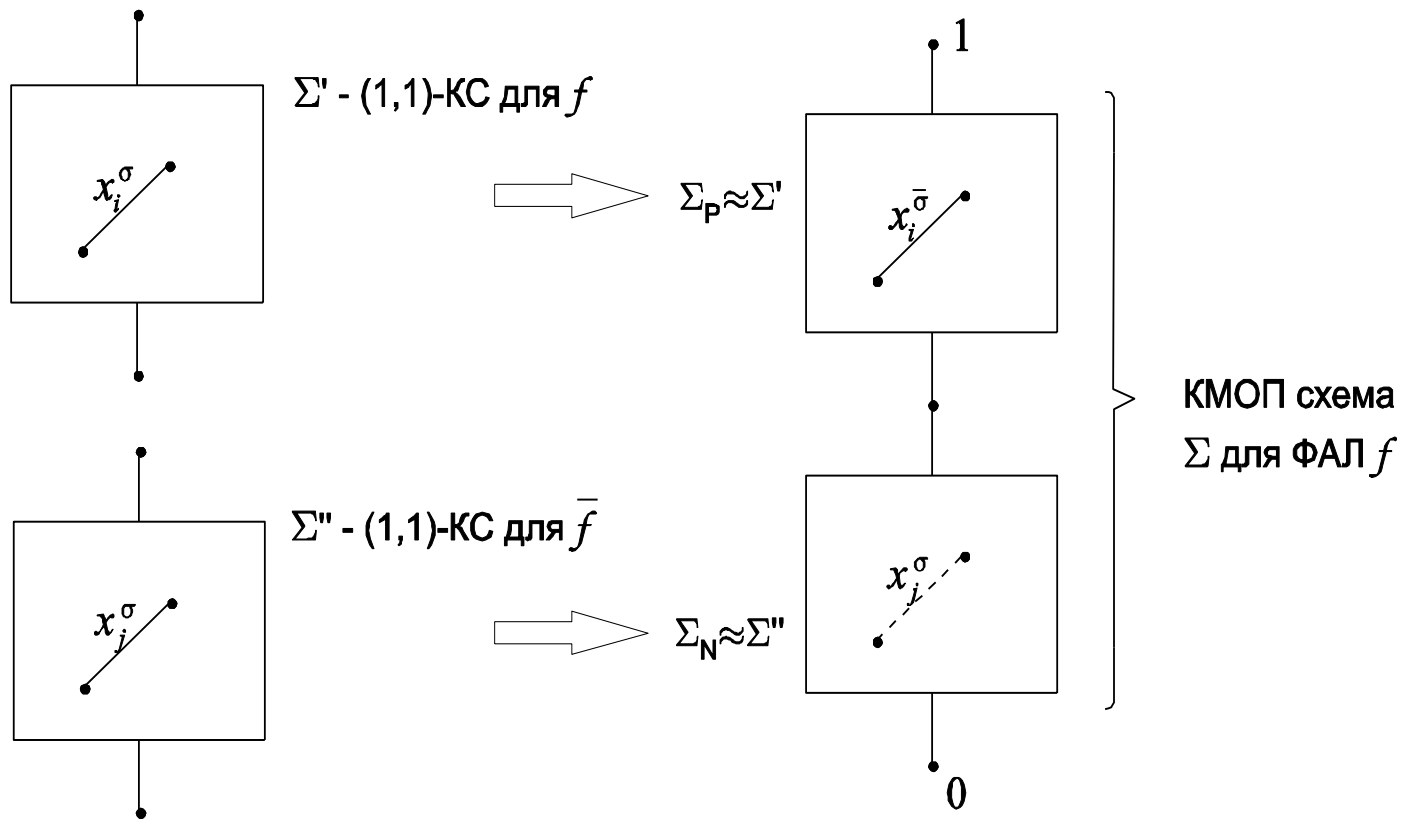 Σ' - (1,1)-КС для f
x_i^σ
Σ_P≈Σ'
1
x_i^σ̄
КМОП схема
Σ для ФАЛ f
Σ" - (1,1)-КС для f̄
x_j^σ
Σ_N≈Σ"
x_j^σ
0